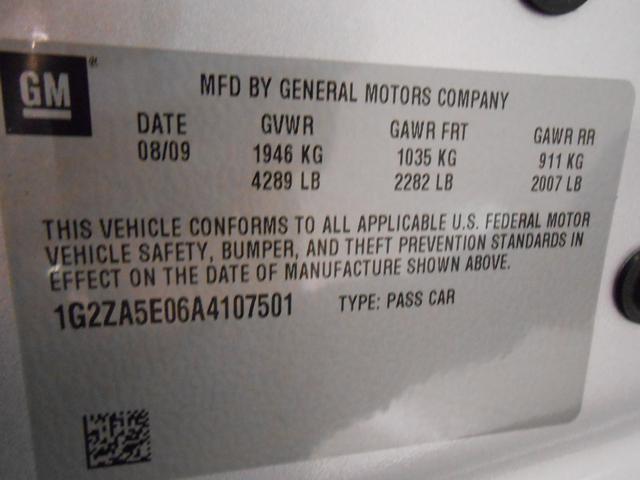 GM®
MFD BY GENERAL MOTORS COMPANY
DATE GVWR GAWR FRT GAWR RR
08/09 1946 KG 1035 KG 911 KG
4289 LB 2282 LB 2007 LB
THIS VEHICLE CONFORMS TO ALL APPLICABLE U.S. FEDERAL MOTOR
VEHICLE SAFETY, BUMPER, AND THEFT PREVENTION STANDARDS IN
EFFECT ON THE DATE OF MANUFACTURE SHOWN ABOVE.
1G2ZA5E06A4107501 TYPE: PASS CAR